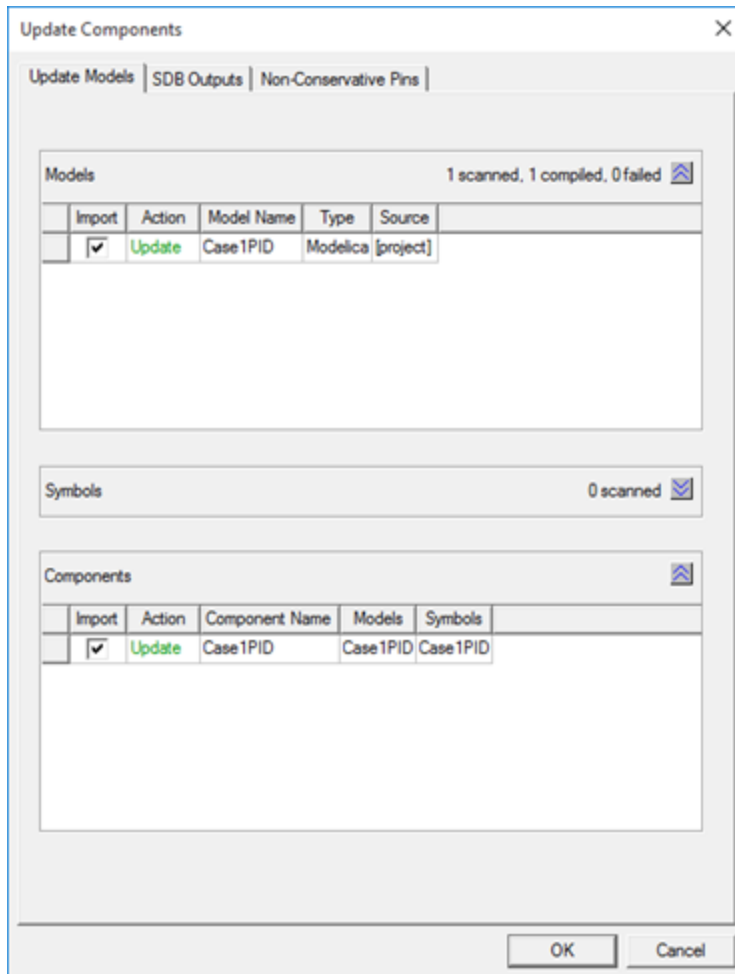 Update Components
Update Models SDB Outputs Non-Conservative Pins
Models 1 scanned, 1 compiled, 0 failed
Import Action Model Name Type Source
Update Case1PID Modelica [project]
Symbols 0 scanned
Components
Import Action Component Name Models Symbols
Update Case1PID Case1PID Case1PID
OK Cancel